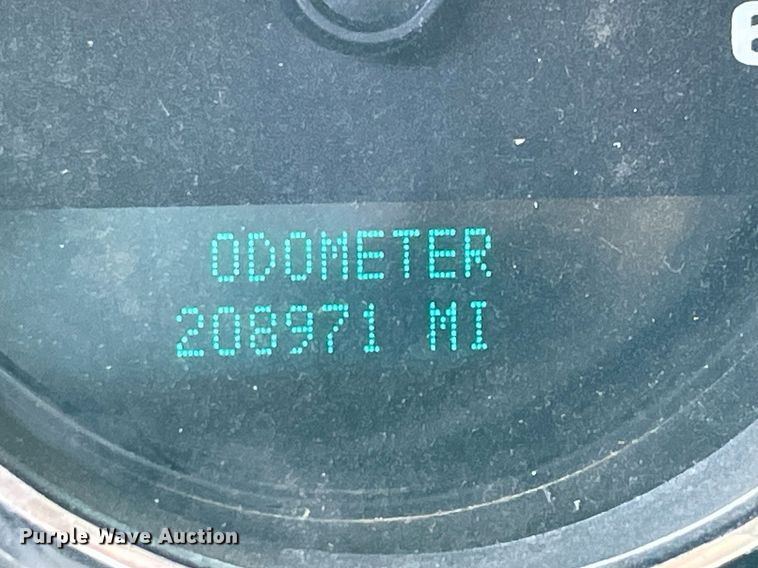 ODOMETER
208971 MI
Purple Wave Auction